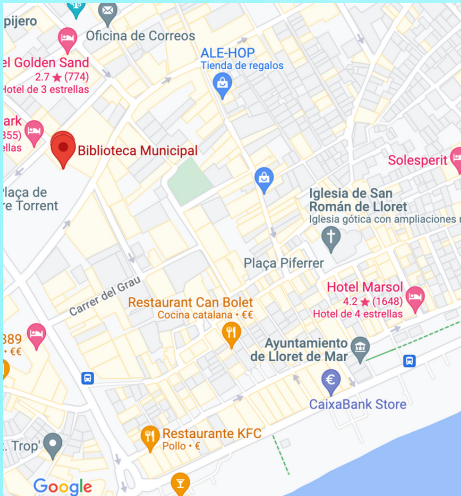 pijero
Oficina de Correos
el Golden Sand
2.7 ★ (774)
Hotel de 3 estrellas
ALE-HOP
Tienda de regalos
ark
355)
ellas
Biblioteca Municipal
Solesperit
Plaça de
re Torrent
Iglesia de San
Román de Lloret
Iglesia gótica con ampliaciones
Plaça Piferrer
Carrer del Grau
Hotel Marsol
4.2 ★ (1648)
Hotel de 4 estrellas
Restaurant Can Bolet
Cocina catalana • €€
389
• €€
Ayuntamiento
de Lloret de Mar
€
CaixaBank Store
Restaurante KFC
Pollo • €
. Trop'
Google